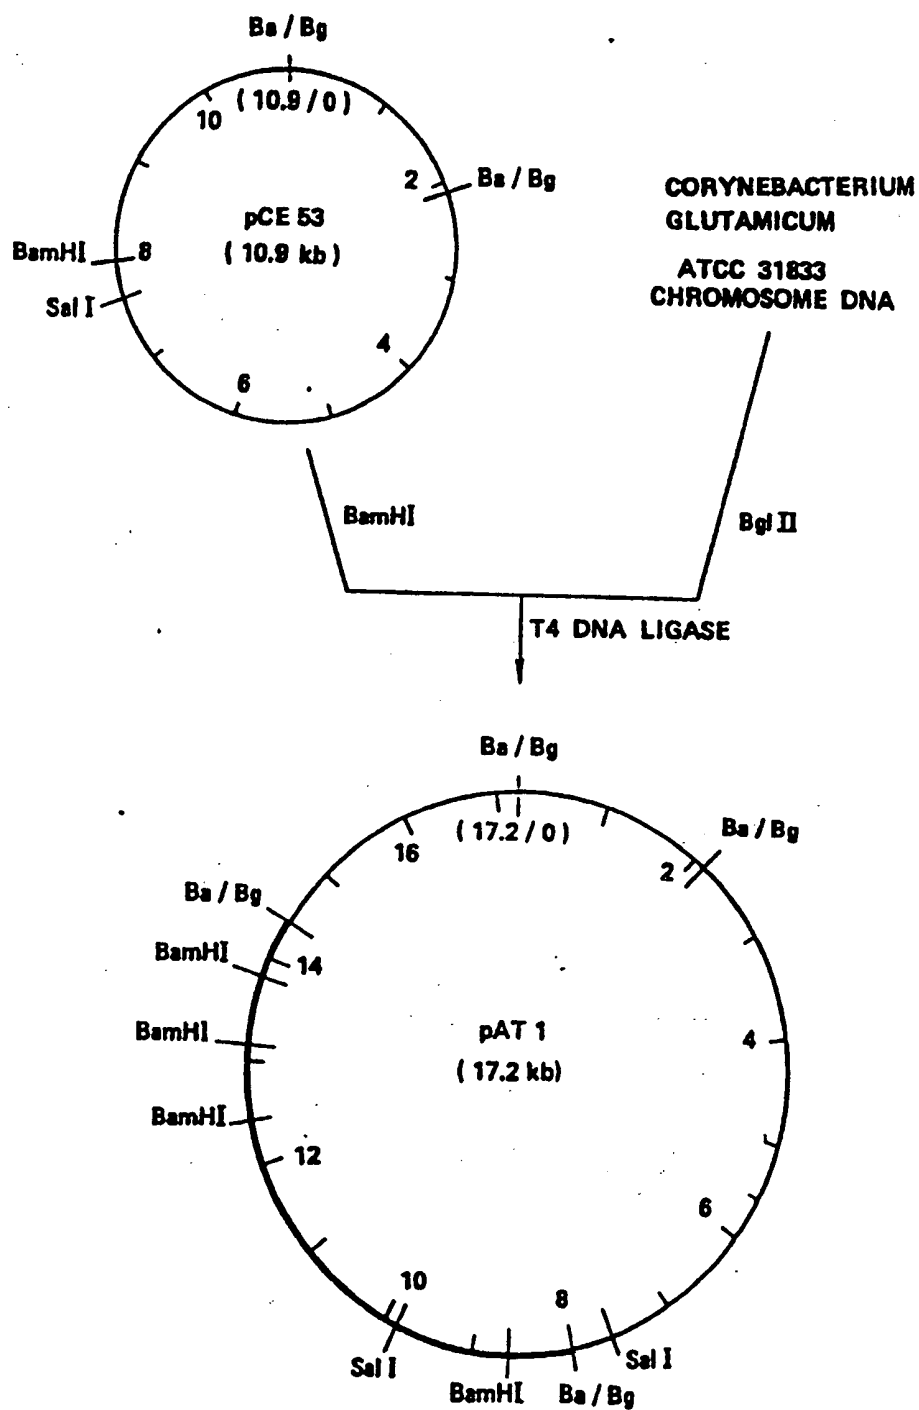 Ba / Bg
( 10.9 / 0 )
10
2
Ba / Bg
pCE 53
( 10.9 kb )
BamHI
8
Sal I
4
6
CORYNEBACTERIUM
GLUTAMICUM
ATCC 31833
CHROMOSOME DNA
BamHI
Bgl II
T4 DNA LIGASE
Ba / Bg
( 17.2 / 0 )
16
2
Ba / Bg
Ba / Bg
BamHI
14
BamHI
pAT 1
( 17.2 kb )
4
BamHI
12
6
10
8
Sal I
BamHI
Ba / Bg
Sal I